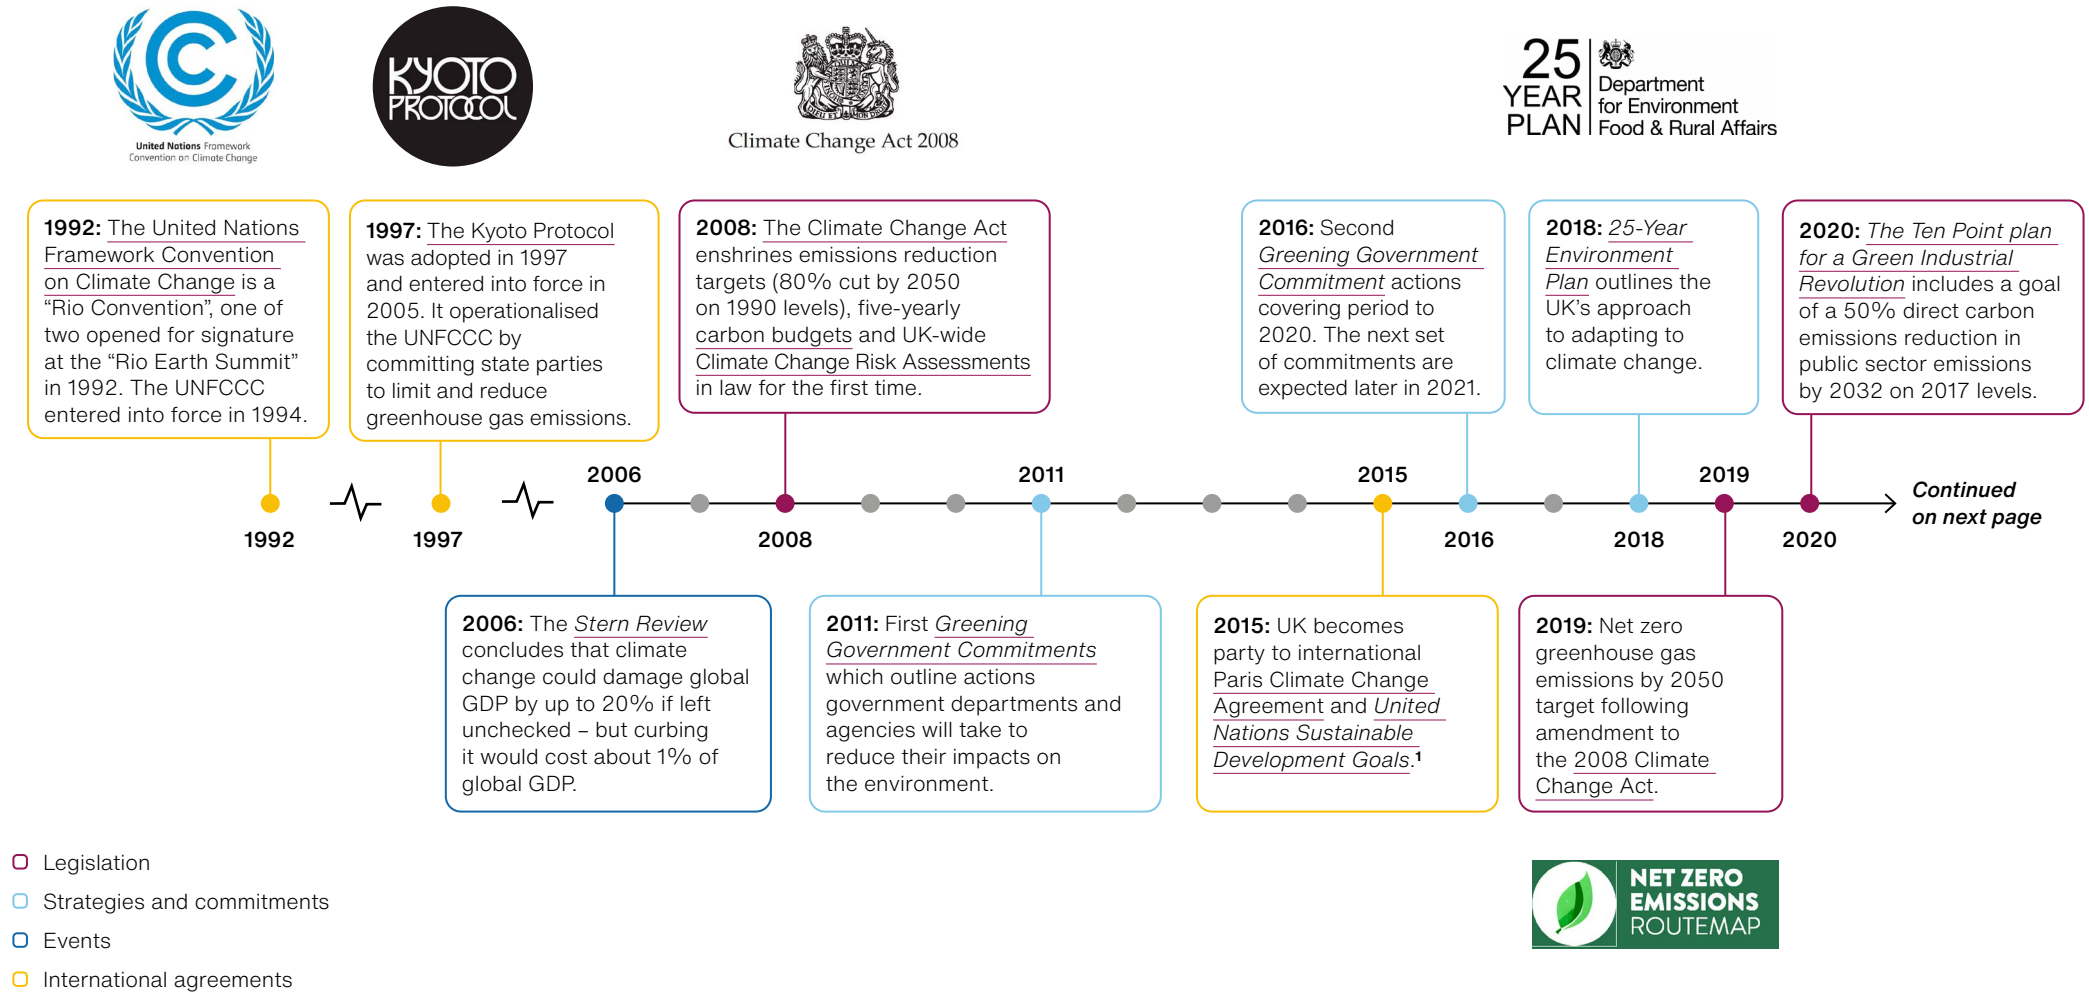 United Nations Framework
Convention on Climate Change
KYOTO
PROTOCOL
Climate Change Act 2008
25
YEAR
PLAN
Department
for Environment
Food & Rural Affairs
1992: The United Nations
Framework Convention
on Climate Change is a
“Rio Convention”, one of
two opened for signature
at the “Rio Earth Summit”
in 1992. The UNFCCC
entered into force in 1994.
1997: The Kyoto Protocol
was adopted in 1997
and entered into force in
2005. It operationalised
the UNFCCC by
committing state parties
to limit and reduce
greenhouse gas emissions.
2008: The Climate Change Act
enshrines emissions reduction
targets (80% cut by 2050
on 1990 levels), five-yearly
carbon budgets and UK-wide
Climate Change Risk Assessments
in law for the first time.
2016: Second
Greening Government
Commitment actions
covering period to
2020. The next set
of commitments are
expected later in 2021.
2018: 25-Year
Environment
Plan outlines the
UK’s approach
to adapting to
climate change.
2020: The Ten Point plan
for a Green Industrial
Revolution includes a goal
of a 50% direct carbon
emissions reduction in
public sector emissions
by 2032 on 2017 levels.
2006
2011
2015
2019
1992
1997
2008
2016
2018
2020
Continued
on next page
2006: The Stern Review
concludes that climate
change could damage global
GDP by up to 20% if left
unchecked – but curbing
it would cost about 1% of
global GDP.
2011: First Greening
Government Commitments
which outline actions
government departments and
agencies will take to
reduce their impacts on
the environment.
2015: UK becomes
party to international
Paris Climate Change
Agreement and United
Nations Sustainable
Development Goals.1
2019: Net zero
greenhouse gas
emissions by 2050
target following
amendment to
the 2008 Climate
Change Act.
Legislation
Strategies and commitments
Events
International agreements
NET ZERO
EMISSIONS
ROUTEMAP